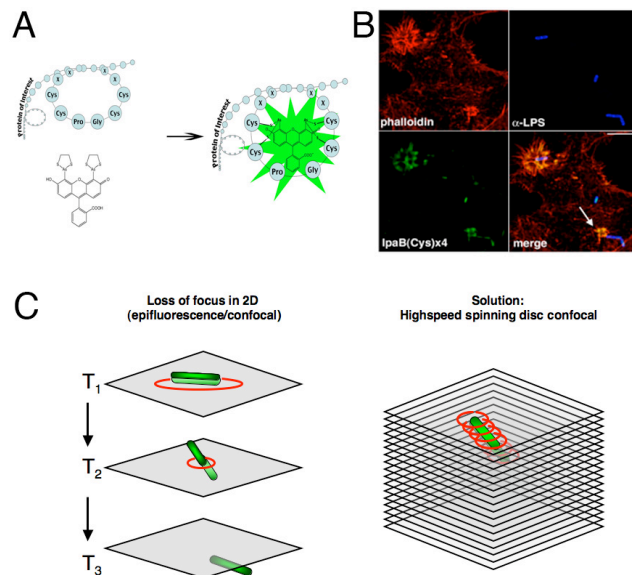 A
protein of Interest
x
x
x
x
Cys
Cys
Cys
Cys
Pro
Gly
HO
O
O
COOH
protein of Interest
x
x
x
x
Cys
Cys
Cys
Cys
Pro
Gly
B
phalloidin
α-LPS
IpaB(Cys)x4
merge
C
Loss of focus in 2D
(epifluorescence/confocal)
Solution:
Highspeed spinning disc confocal
T1
T2
T3